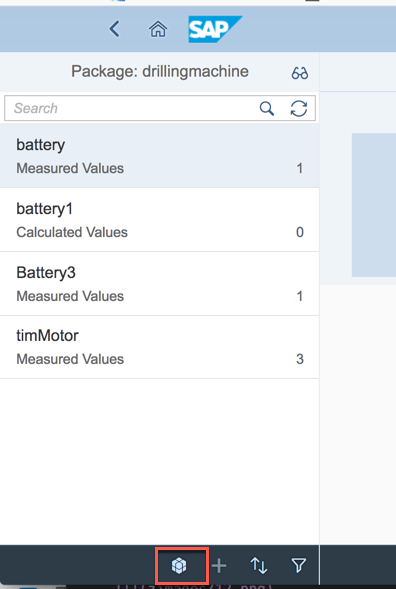 SAP
Package: drillingmachine
Search
battery
Measured Values 1
battery1
Calculated Values 0
Battery3
Measured Values 1
timMotor
Measured Values 3